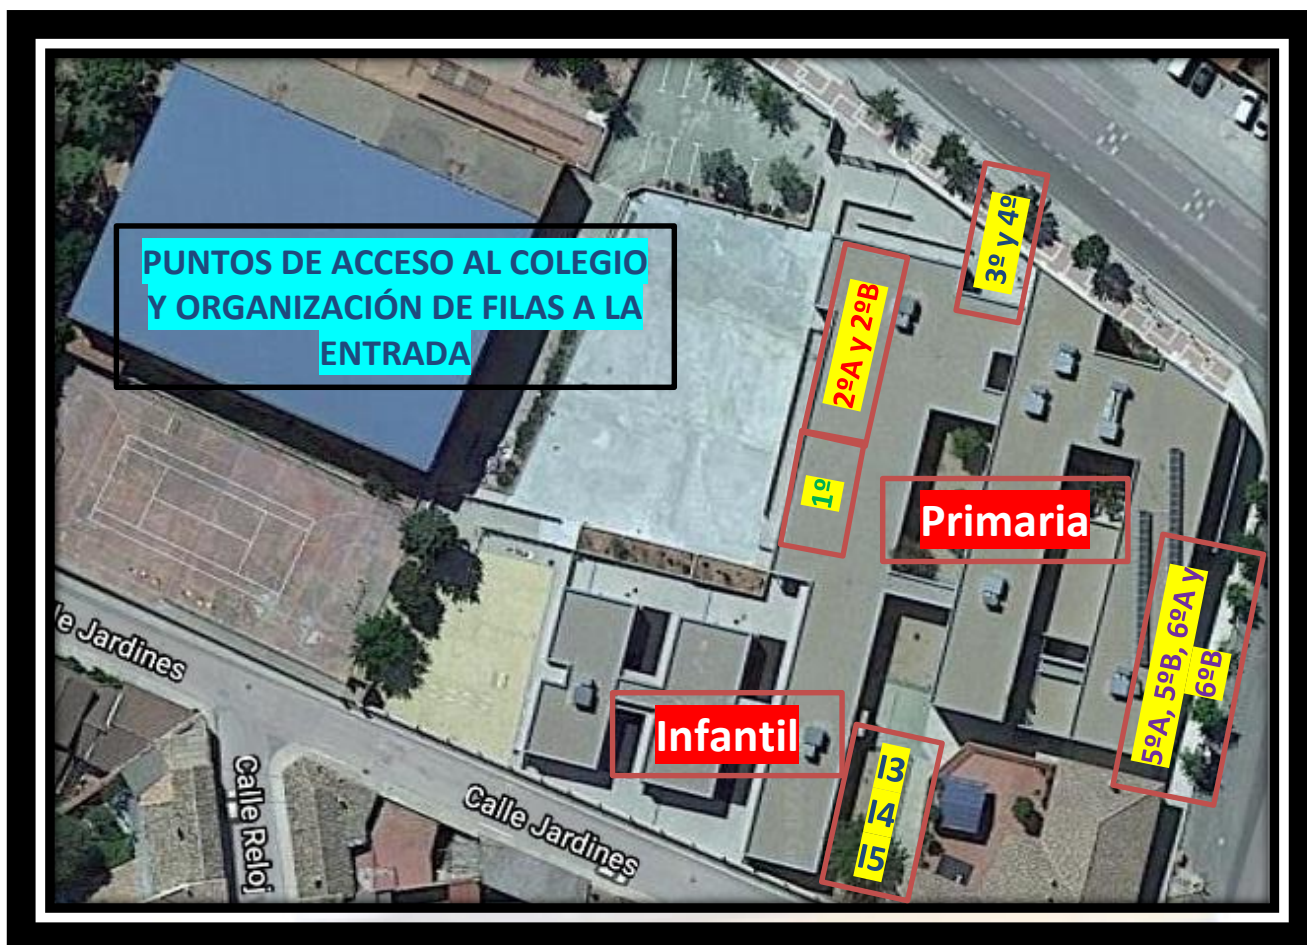 PUNTOS DE ACCESO AL COLEGIO
Y ORGANIZACIÓN DE FILAS A LA
ENTRADA
3º y 4º
2ºA y 2ºB
1º
Primaria
5ºA, 5ºB, 6ºA y
6ºB
Infantil
I3
I4
I5
le Jardines
Calle Reloj
Calle Jardines